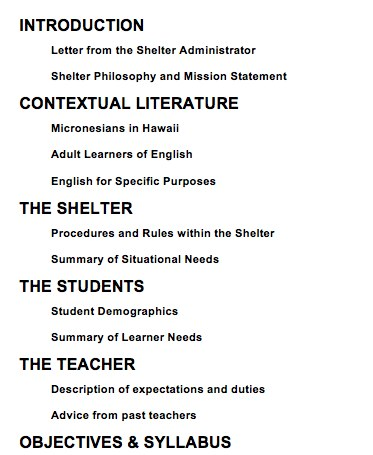 INTRODUCTION
Letter from the Shelter Administrator
Shelter Philosophy and Mission Statement
CONTEXTUAL LITERATURE
Micronesians in Hawaii
Adult Learners of English
English for Specific Purposes
THE SHELTER
Procedures and Rules within the Shelter
Summary of Situational Needs
THE STUDENTS
Student Demographics
Summary of Learner Needs
THE TEACHER
Description of expectations and duties
Advice from past teachers
OBJECTIVES & SYLLABUS